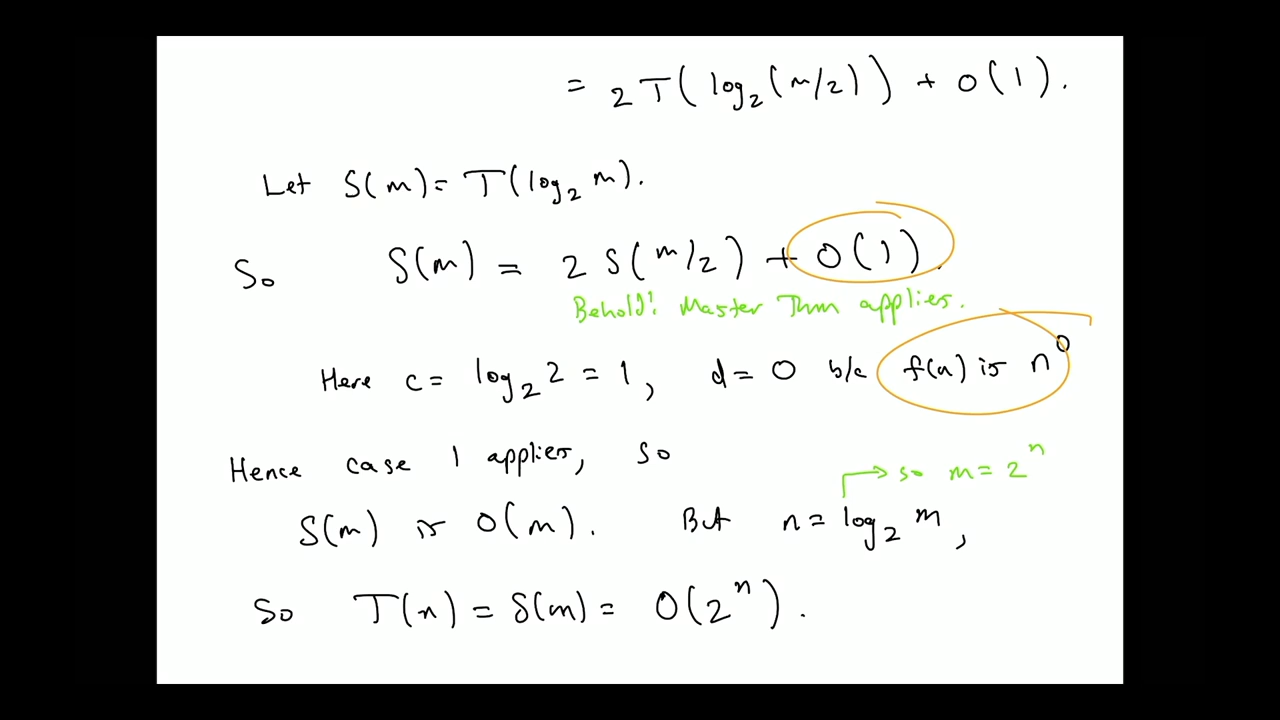 = 2T(log₂(m/2)) + O(1).
Let S(m) = T(log₂ m).
So S(m) = 2S(m/2) + O(1).
Behold! Master Thm applies.
Here c = log₂ 2 = 1, d = 0 b/c f(n) is n⁰
Hence case 1 applies, so
so m = 2ⁿ
S(m) is O(m). But n = log₂ m,
So T(n) = S(m) = O(2ⁿ).